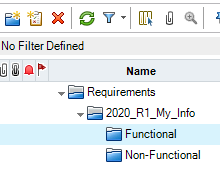 No Filter Defined
Name
Requirements
2020_R1_My_Info
Functional
Non-Functional